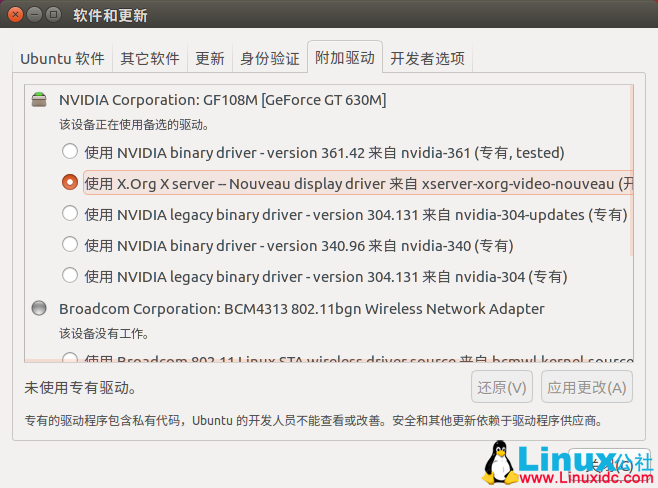 软件和更新
Ubuntu 软件 其它软件 更新 身份验证 附加驱动 开发者选项
NVIDIA Corporation: GF108M [GeForce GT 630M]
该设备正在使用备选的驱动。
使用 NVIDIA binary driver - version 361.42 来自 nvidia-361 (专有, tested)
使用 X.Org X server -- Nouveau display driver 来自 xserver-xorg-video-nouveau (开
使用 NVIDIA legacy binary driver - version 304.131 来自 nvidia-304-updates (专有)
使用 NVIDIA binary driver - version 340.96 来自 nvidia-340 (专有)
使用 NVIDIA legacy binary driver - version 304.131 来自 nvidia-304 (专有)
Broadcom Corporation: BCM4313 802.11bgn Wireless Network Adapter
该设备没有工作。
使用 Broadcom 802.11 Linux STA wireless driver source 来自 bcmwl-kernel-source
未使用专有驱动。
还原(V) 应用更改(A)
专有的驱动程序包含私有代码，Ubuntu 的开发人员不能查看或改善。安全和其他更新依赖于驱动程序供应商。
Linux公社
www.Linuxidc.com